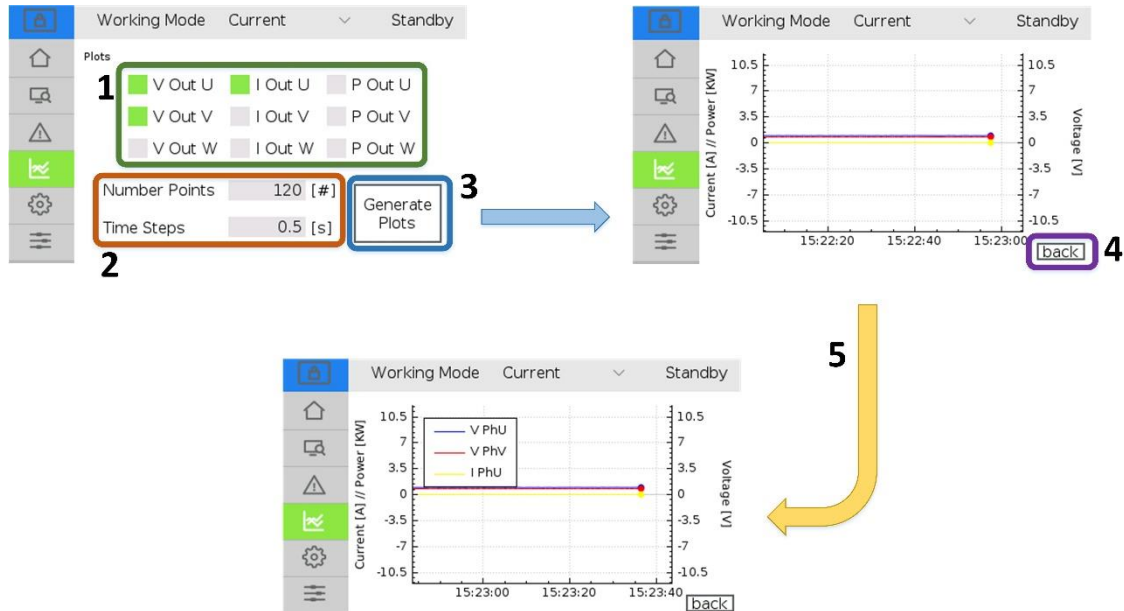 Working Mode Current Standby
Plots
1
V Out U I Out U P Out U
V Out V I Out V P Out V
V Out W I Out W P Out W
Number Points 120 [#]
Time Steps 0.5 [s]
2
Generate
Plots
3
Working Mode Current Standby
Current [A] // Power [KW]
10.5
7
3.5
0
-3.5
-7
-10.5
10.5
7
3.5
0
-3.5
-7
-10.5
Voltage [V]
15:22:20 15:22:40 15:23:00
back
4
5
Working Mode Current Standby
Current [A] // Power [KW]
10.5
7
3.5
0
-3.5
-7
-10.5
V PhU
V PhV
I PhU
10.5
7
3.5
0
-3.5
-7
-10.5
Voltage [V]
15:23:00 15:23:20 15:23:40
back